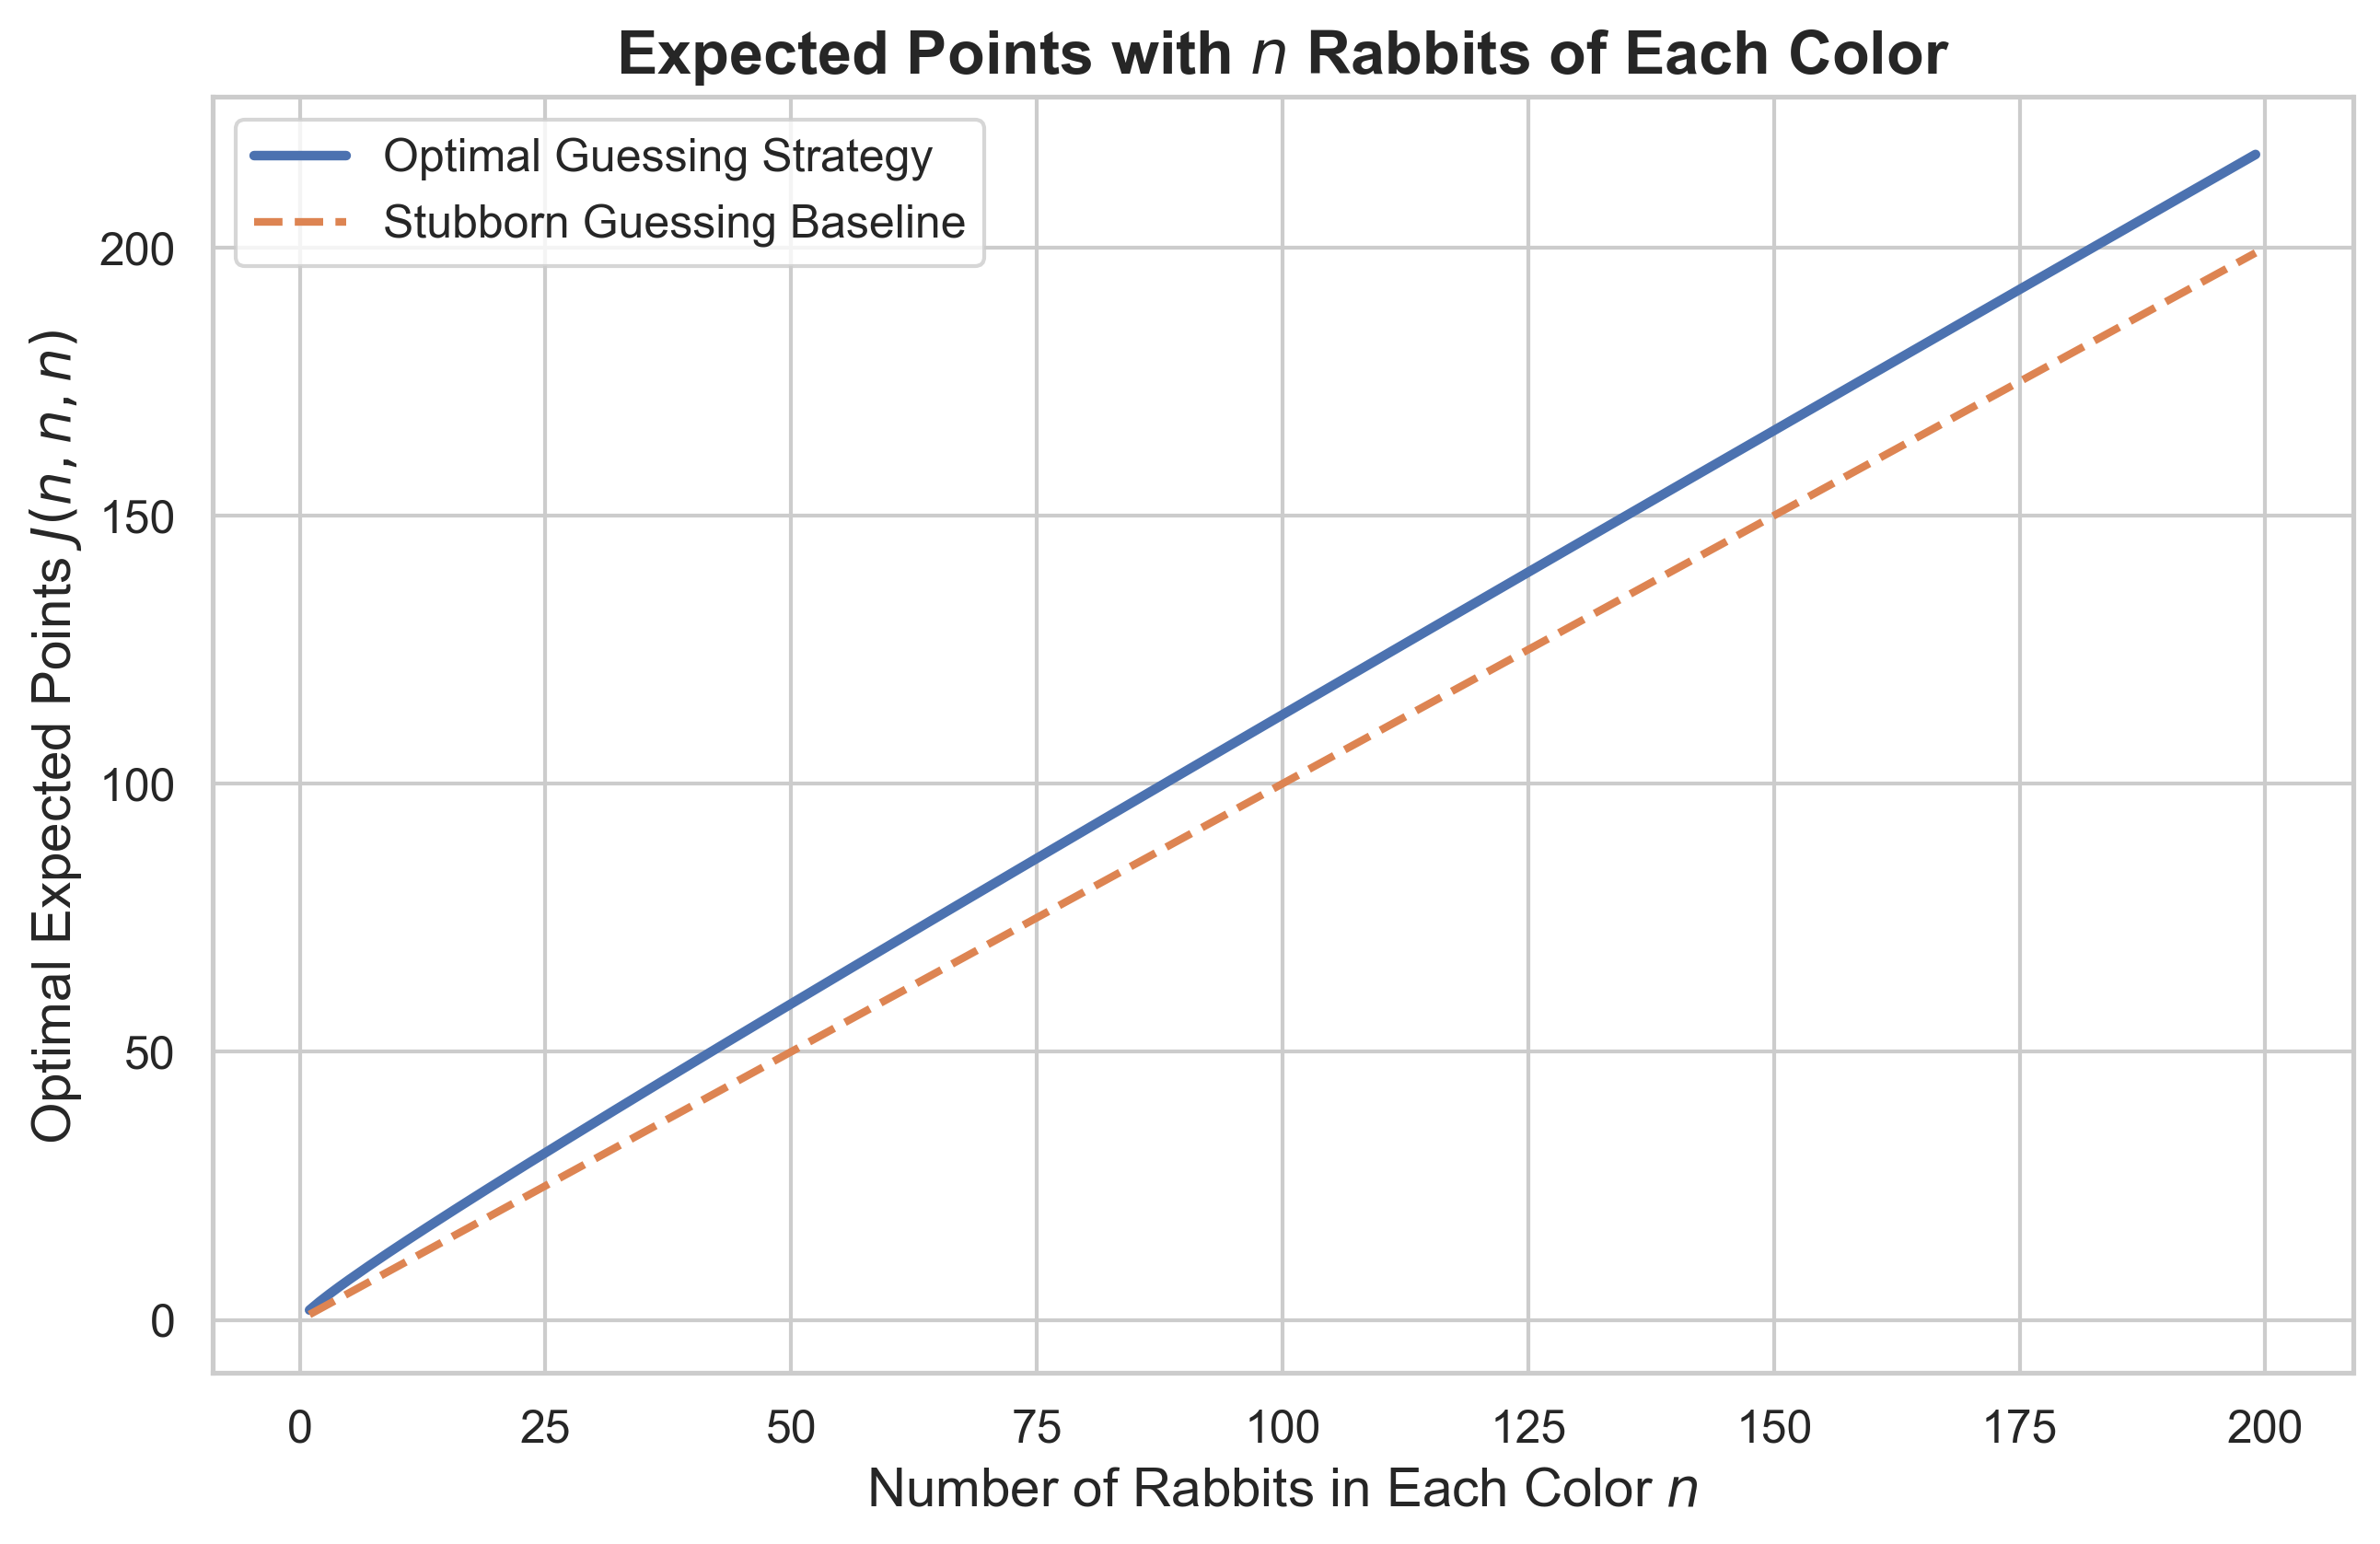 Expected Points with n Rabbits of Each Color
Optimal Guessing Strategy
Stubborn Guessing Baseline
Optimal Expected Points J(n, n, n)
200
150
100
50
0
0 25 50 75 100 125 150 175 200
Number of Rabbits in Each Color n